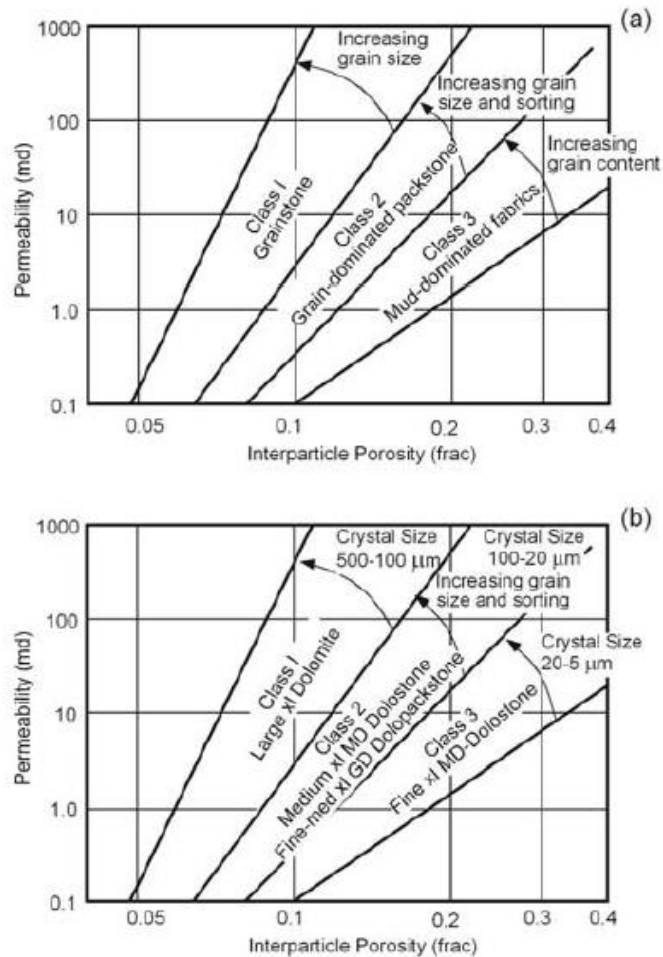 (a)
1000
Increasing
grain size
Increasing grain
size and sorting
Increasing
grain content
100
10
1.0
0.1
Permeability (md)
Class I
Grainstone
Class 2
Grain-dominated packstone
Class 3
Mud-dominated fabrics
0.05
0.1
0.2
0.3
0.4
Interparticle Porosity (frac)
(b)
1000
Crystal Size
500-100 μm
Crystal Size
100-20 μm
Increasing grain
size and sorting
Crystal Size
20-5 μm
100
10
1.0
0.1
Permeability (md)
Class I
Large xl Dolomite
Class 2
Medium xl MO Dolostone
Fine-med xl GD Dolopackstone
Class 3
Fine xl MD-Dolostone
0.05
0.1
0.2
0.3
0.4
Interparticle Porosity (frac)